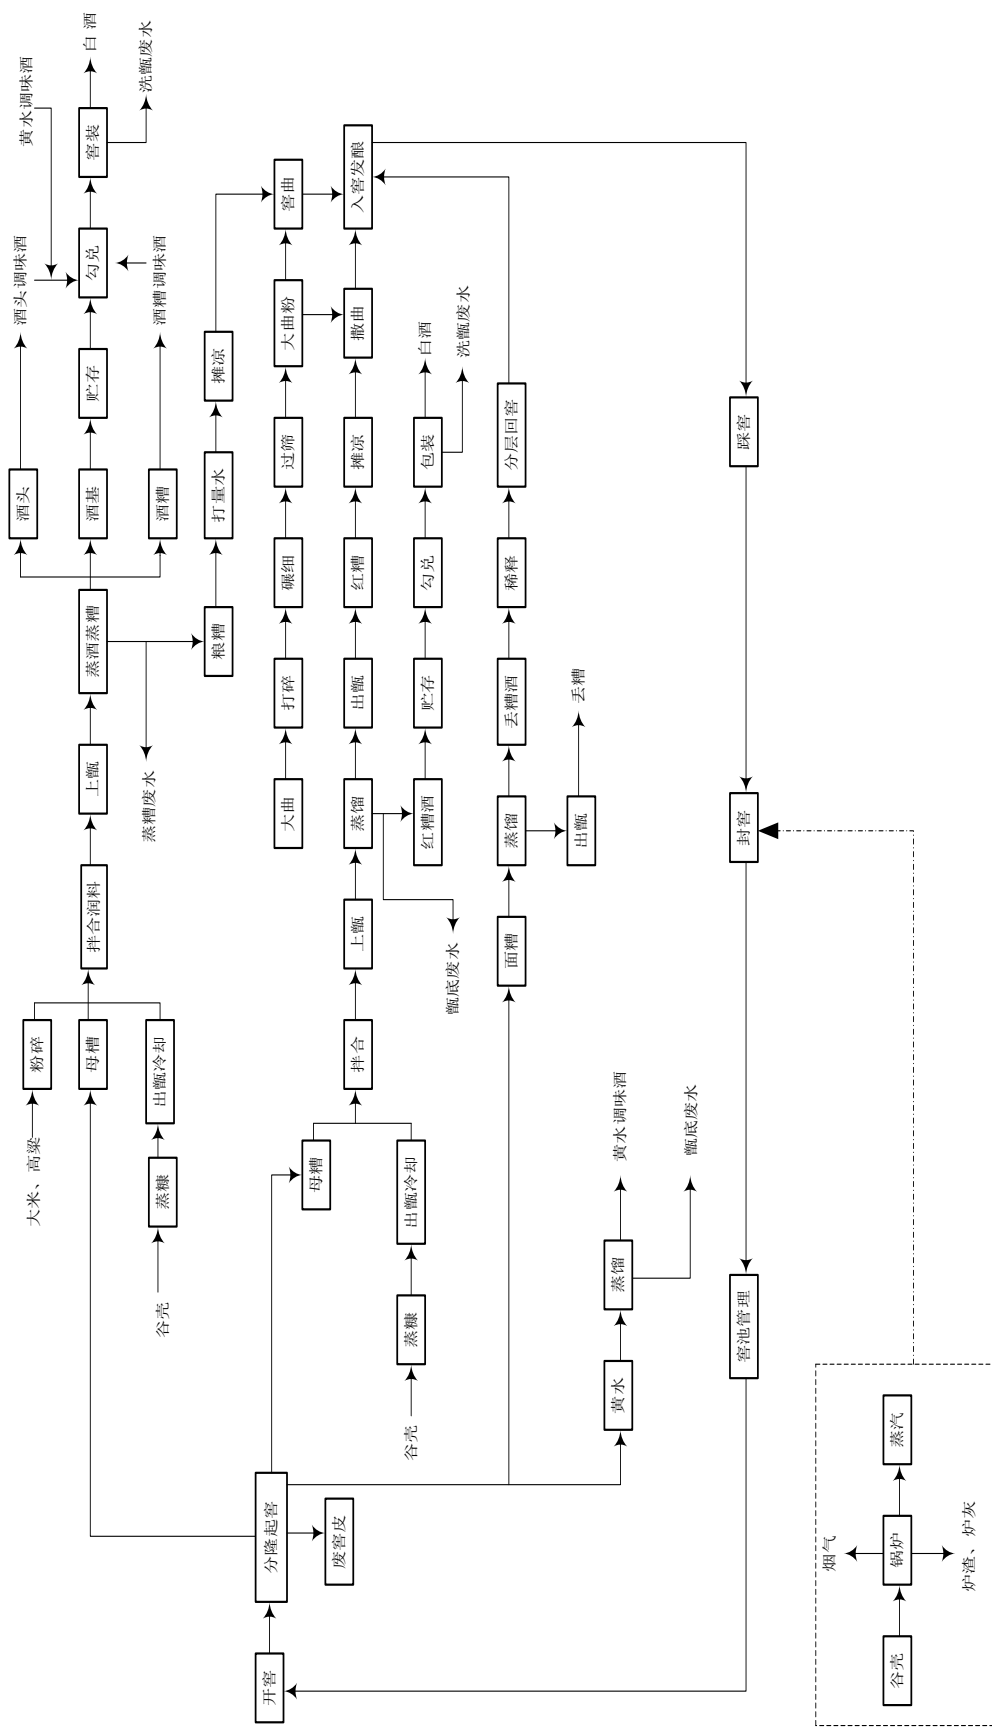 大米、高粱
粉碎
母槽
谷壳
蒸糠
出甑冷却
拌合润料
上甑
蒸酒蒸糟
蒸糟废水
酒头
酒头调味酒
酒基
贮存
勾兑
黄水调味酒
窖装
白酒
洗甑废水
酒糟
酒糟调味酒
粮糟
打量水
摊凉
大曲
打碎
碾细
过筛
大曲粉
窖曲
开窖
分隆起窖
废窖皮
母糟
谷壳
蒸糠
出甑冷却
拌合
上甑
蒸馏
甑底废水
出甑
红糟
摊凉
撒曲
入窖发酿
红糟酒
贮存
勾兑
包装
白酒
洗甑废水
面糟
蒸馏
丢糟酒
稀释
分层回窖
出甑
丢糟
黄水
蒸馏
黄水调味酒
甑底废水
窖池管理
封窖
踩窖
谷壳
锅炉
蒸汽
烟气
炉渣、炉灰